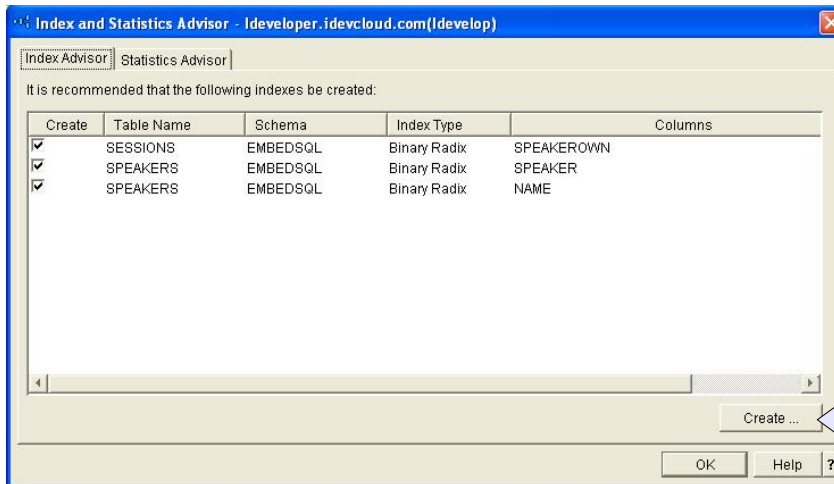 Index and Statistics Advisor - Ideveloper.idevcloud.com(Idevelop)
Index Advisor Statistics Advisor
It is recommended that the following indexes be created:
Create Table Name Schema Index Type Columns
SESSIONS EMBEDSQL Binary Radix SPEAKEROWN
SPEAKERS EMBEDSQL Binary Radix SPEAKER
SPEAKERS EMBEDSQL Binary Radix NAME
Create ...
OK Help ?